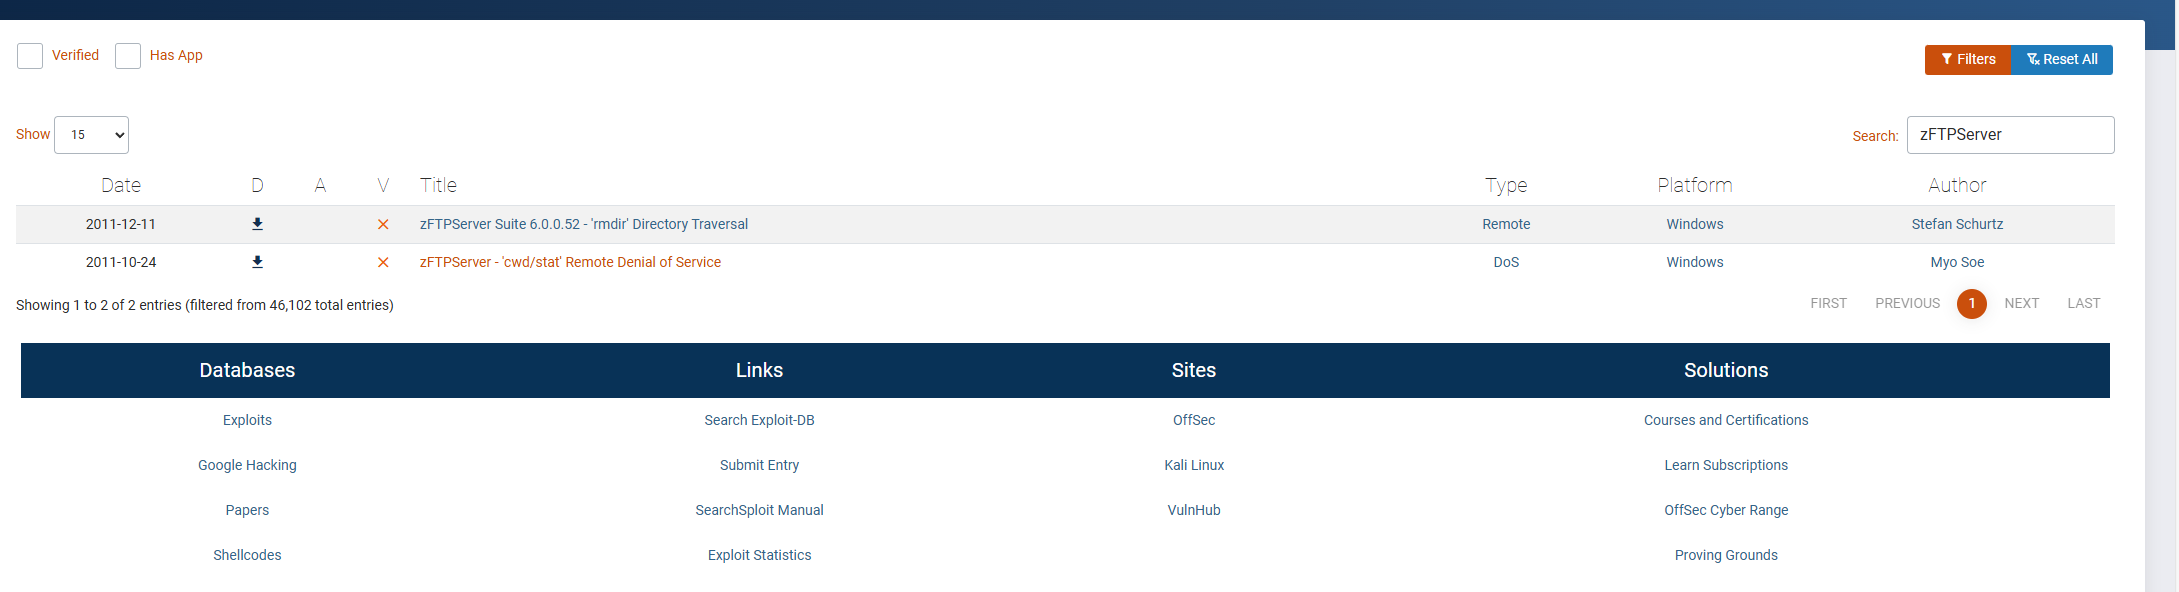 Verified Has App Filters Reset All
Show 15 Search: zFTPServer
Date D A V Title Type Platform Author
2011-12-11 zFTPServer Suite 6.0.0.52 - 'rmdir' Directory Traversal Remote Windows Stefan Schurtz
2011-10-24 zFTPServer - 'cwd/stat' Remote Denial of Service DoS Windows Myo Soe
Showing 1 to 2 of 2 entries (filtered from 46,102 total entries) FIRST PREVIOUS 1 NEXT LAST
Databases Links Sites Solutions
Exploits Search Exploit-DB OffSec Courses and Certifications
Google Hacking Submit Entry Kali Linux Learn Subscriptions
Papers SearchSploit Manual VulnHub OffSec Cyber Range
Shellcodes Exploit Statistics Proving Grounds